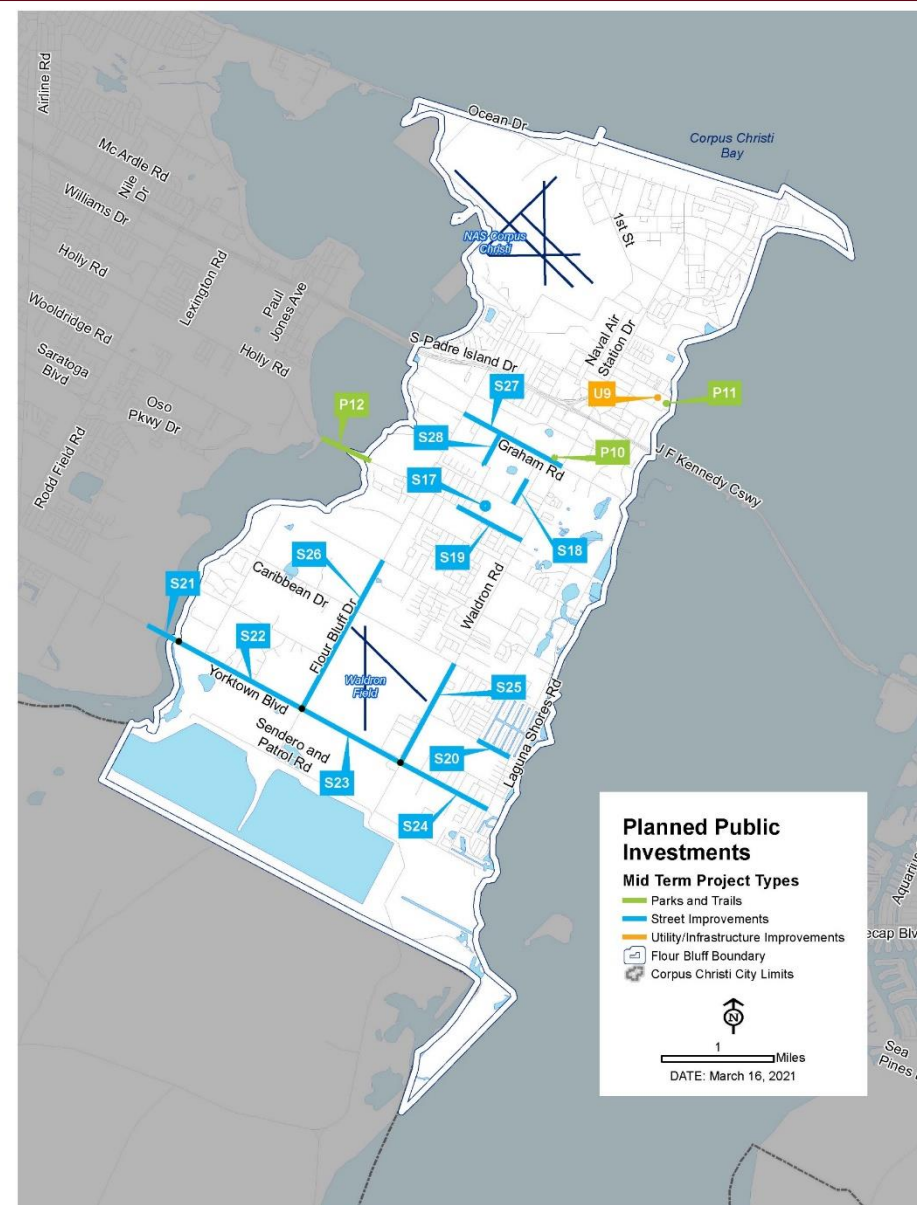 Airline Rd
Ocean Dr
Corpus Christi
Bay
Mc Ardle Rd
Nile
Dr
Williams Dr
1st St
NAS Corpus
Christi
Holly Rd
Lexington Rd
Paul
Jones Ave
Wooldridge Rd
Naval Air
Station Dr
S Padre Island Dr
Saratoga
Blvd
Holly Rd
S27
U9
P11
Oso
Pkwy Dr
P12
S28
Graham Rd
P10
J F Kennedy Cswy
Rodd Field Rd
S17
S18
S19
S26
Caribbean Dr
Waldron Rd
S21
Flour Bluff Dr
S22
Waldron
Field
S25
Yorktown Blvd
Laguna Shores Rd
Sendero and
Patrol Rd
S20
S23
S24
Planned Public
Investments
Mid Term Project Types
Parks and Trails
Street Improvements
Utility/Infrastructure Improvements
Flour Bluff Boundary
Corpus Christi City Limits
N
1
Miles
DATE: March 16, 2021
Aquarius
ecap Blv
Sea
Pines